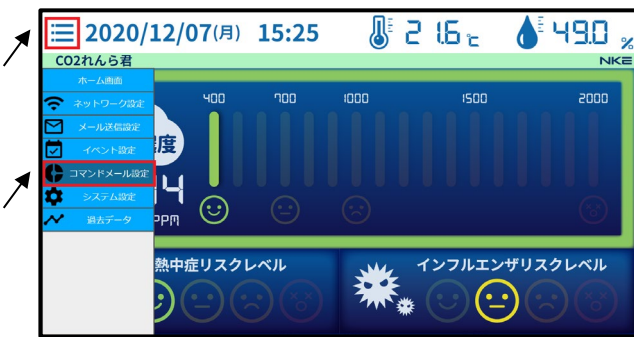 2020/12/07(月) 15:25 21.6℃ 49.0 %
CO2れんら君 NKE
ホーム画面
ネットワーク設定
メール送信設定
イベント設定
コマンドメール設定
システム設定
過去データ
400 700 1000 1500 2000
度
PPM
熱中症リスクレベル インフルエンザリスクレベル